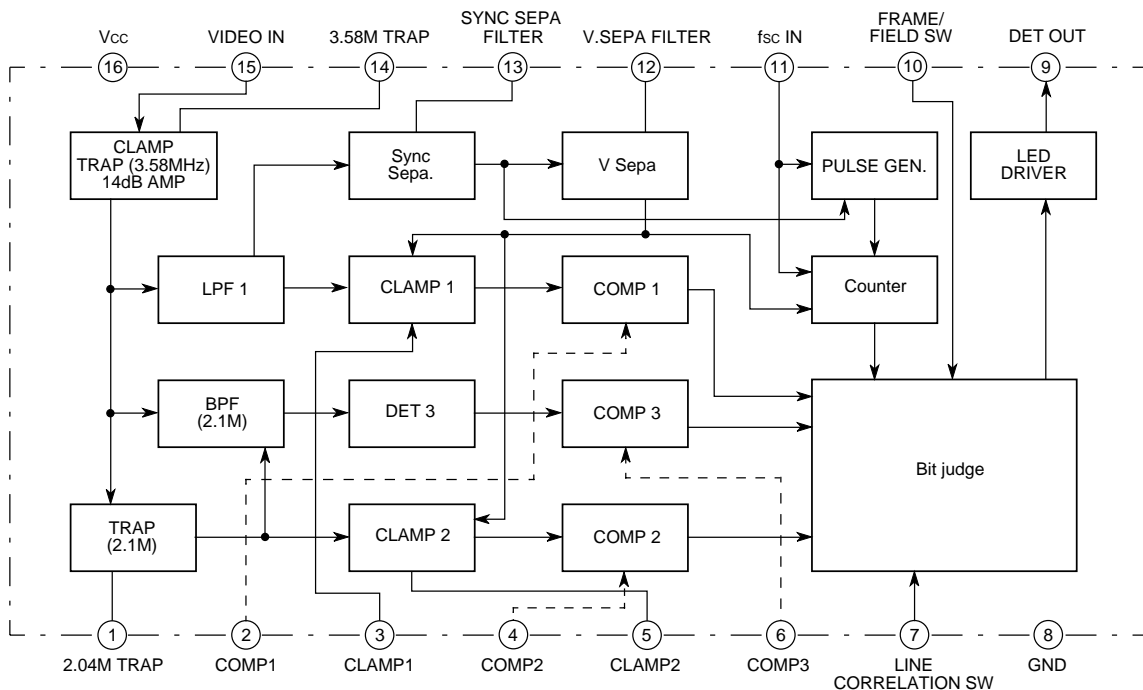 SYNC SEPA
FILTER
FRAME/
FIELD SW
Vcc
VIDEO IN
3.58M TRAP
V.SEPA FILTER
fsc IN
DET OUT
16
15
14
13
12
11
10
9
CLAMP
TRAP (3.58MHz)
14dB AMP
Sync
Sepa.
V Sepa
PULSE GEN.
LED
DRIVER
LPF 1
CLAMP 1
COMP 1
Counter
BPF
(2.1M)
DET 3
COMP 3
Bit judge
TRAP
(2.1M)
CLAMP 2
COMP 2
1
2
3
4
5
6
7
8
2.04M TRAP
COMP1
CLAMP1
COMP2
CLAMP2
COMP3
LINE
CORRELATION SW
GND